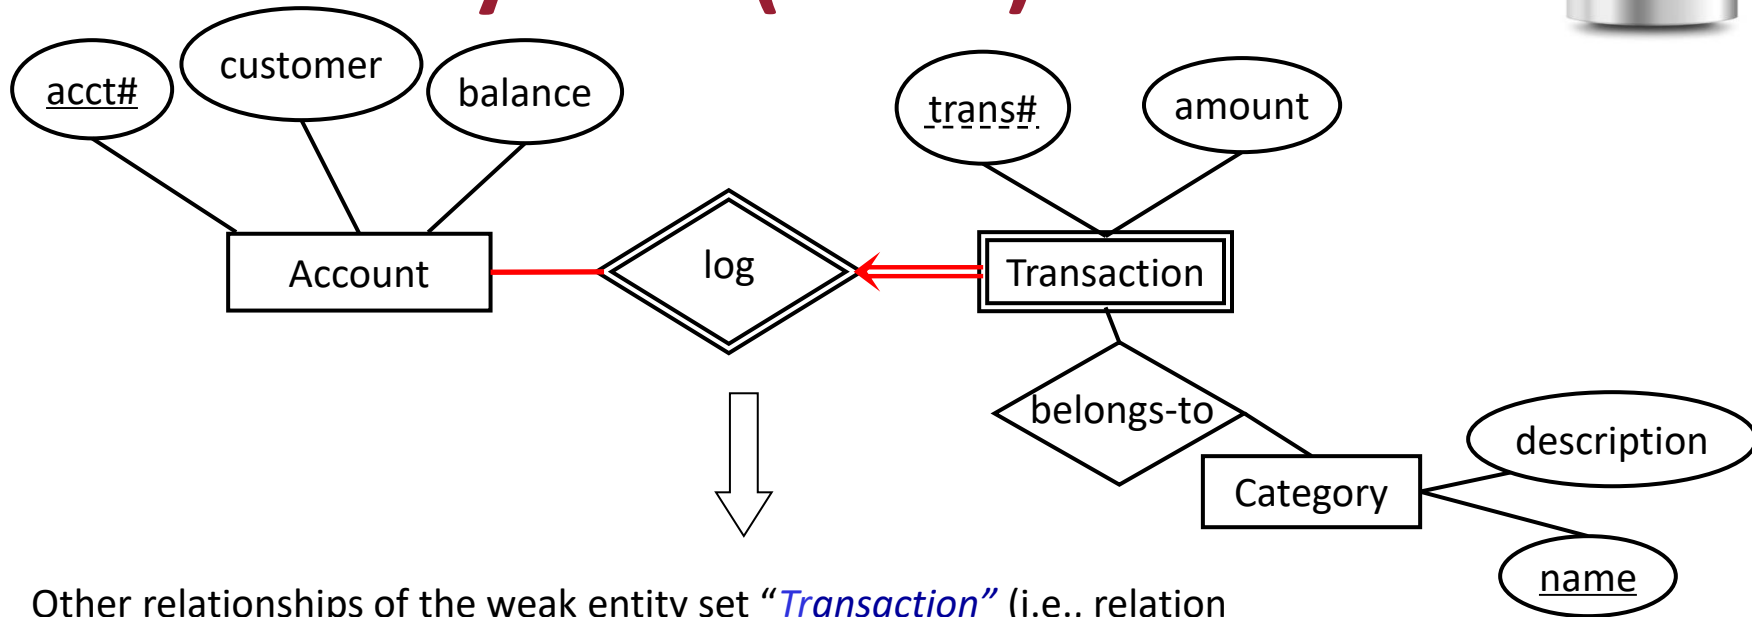 acct#
customer
balance
trans#
amount
Account
log
Transaction
belongs-to
Category
description
name
Other relationships of the weak entity set “Transaction” (i.e., relation